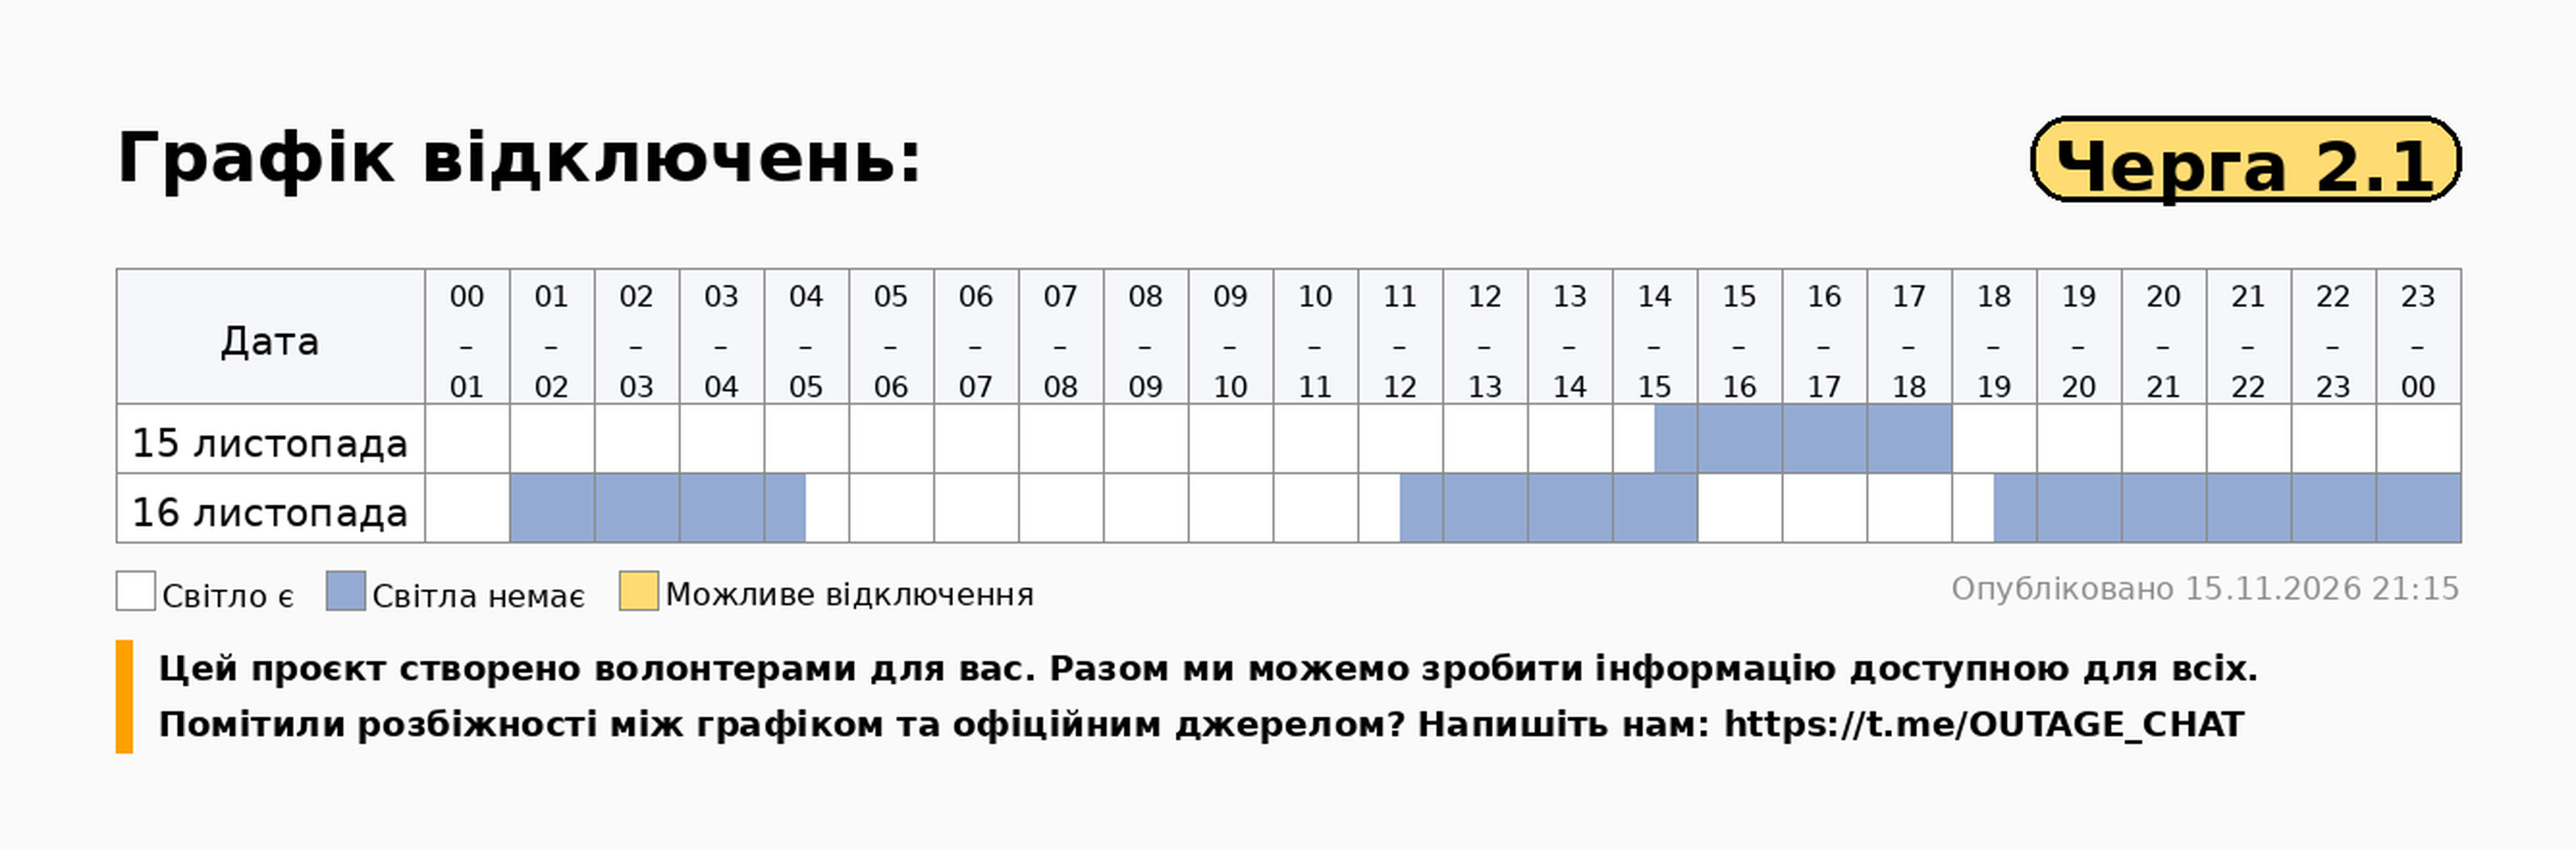 Графік відключень:
Черга 2.1
Дата 00 – 01 01 – 02 02 – 03 03 – 04 04 – 05 05 – 06 06 – 07 07 – 08 08 – 09 09 – 10 10 – 11 11 – 12 12 – 13 13 – 14 14 – 15 15 – 16 16 – 17 17 – 18 18 – 19 19 – 20 20 – 21 21 – 22 22 – 23 23 – 00
15 листопада
16 листопада
Світло є Світла немає Можливе відключення
Опубліковано 15.11.2026 21:15
Цей проєкт створено волонтерами для вас. Разом ми можемо зробити інформацію доступною для всіх.
Помітили розбіжності між графіком та офіційним джерелом? Напишіть нам: https://t.me/OUTAGE_CHAT